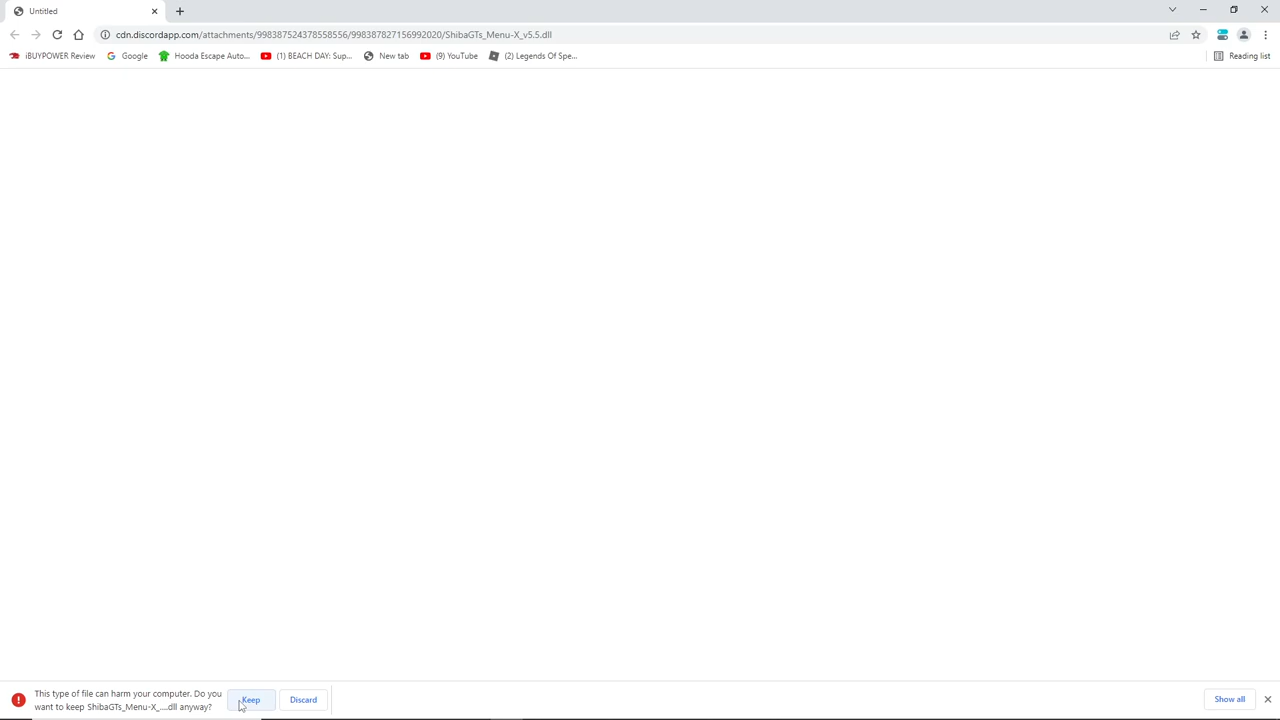 Untitled
cdn.discordapp.com/attachments/998387524378558556/998387827156992020/ShibaGTs_Menu-X_v5.5.dll
iBUYPOWER Review Google Hooda Escape Auto... (1) BEACH DAY: Sup... New tab (9) YouTube (2) Legends Of Spe... Reading list
This type of file can harm your computer. Do you
want to keep ShibaGTs_Menu-X_....dll anyway?
Keep Discard Show all